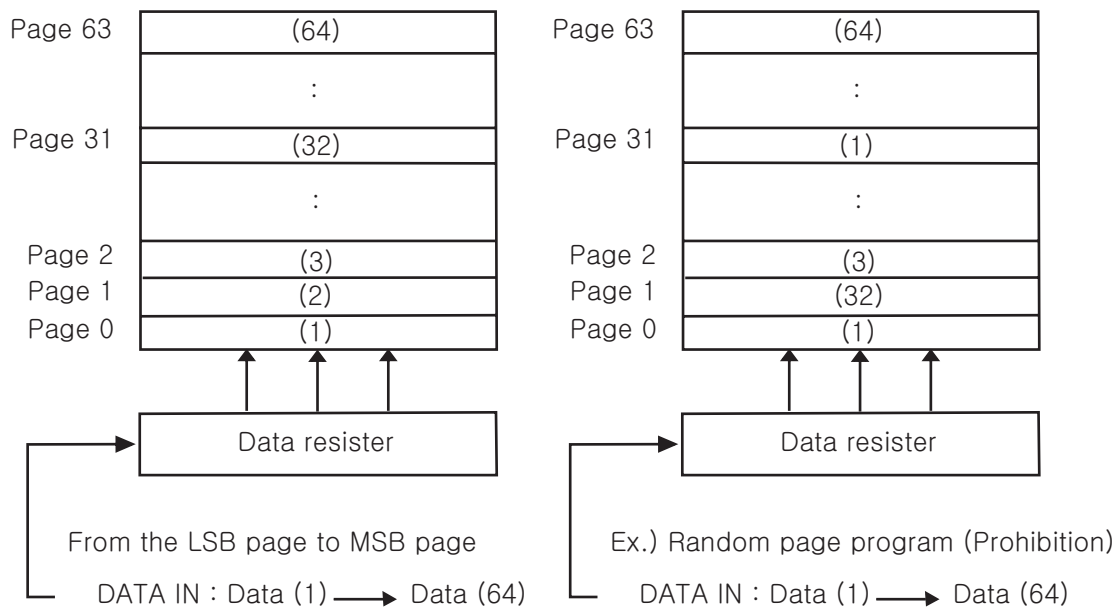 Page 63 (64)
:
Page 31 (32)
:
Page 2 (3)
Page 1 (2)
Page 0 (1)
Data resister
From the LSB page to MSB page
DATA IN : Data (1) Data (64)
Page 63 (64)
:
Page 31 (1)
:
Page 2 (3)
Page 1 (32)
Page 0 (1)
Data resister
Ex.) Random page program (Prohibition)
DATA IN : Data (1) Data (64)